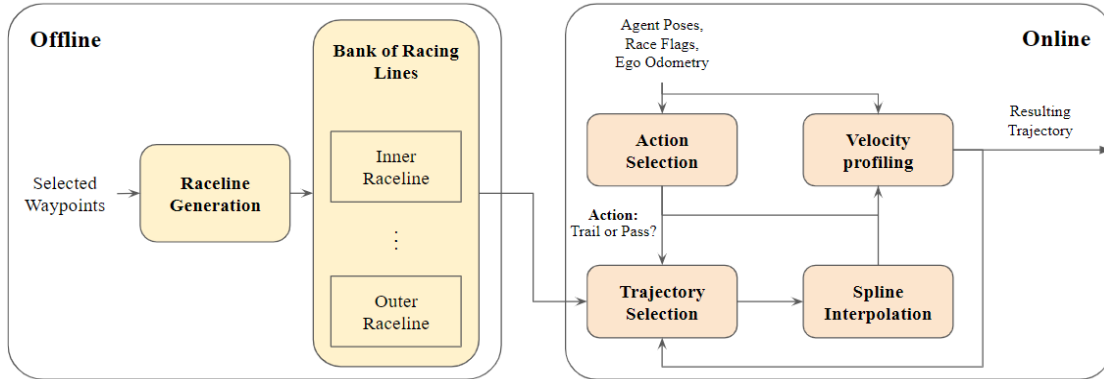 Offline
Bank of Racing
Lines
Inner
Raceline
⋮
Outer
Raceline
Selected
Waypoints
Raceline
Generation
Online
Agent Poses,
Race Flags,
Ego Odometry
Action
Selection
Velocity
profiling
Resulting
Trajectory
Action:
Trail or Pass?
Trajectory
Selection
Spline
Interpolation